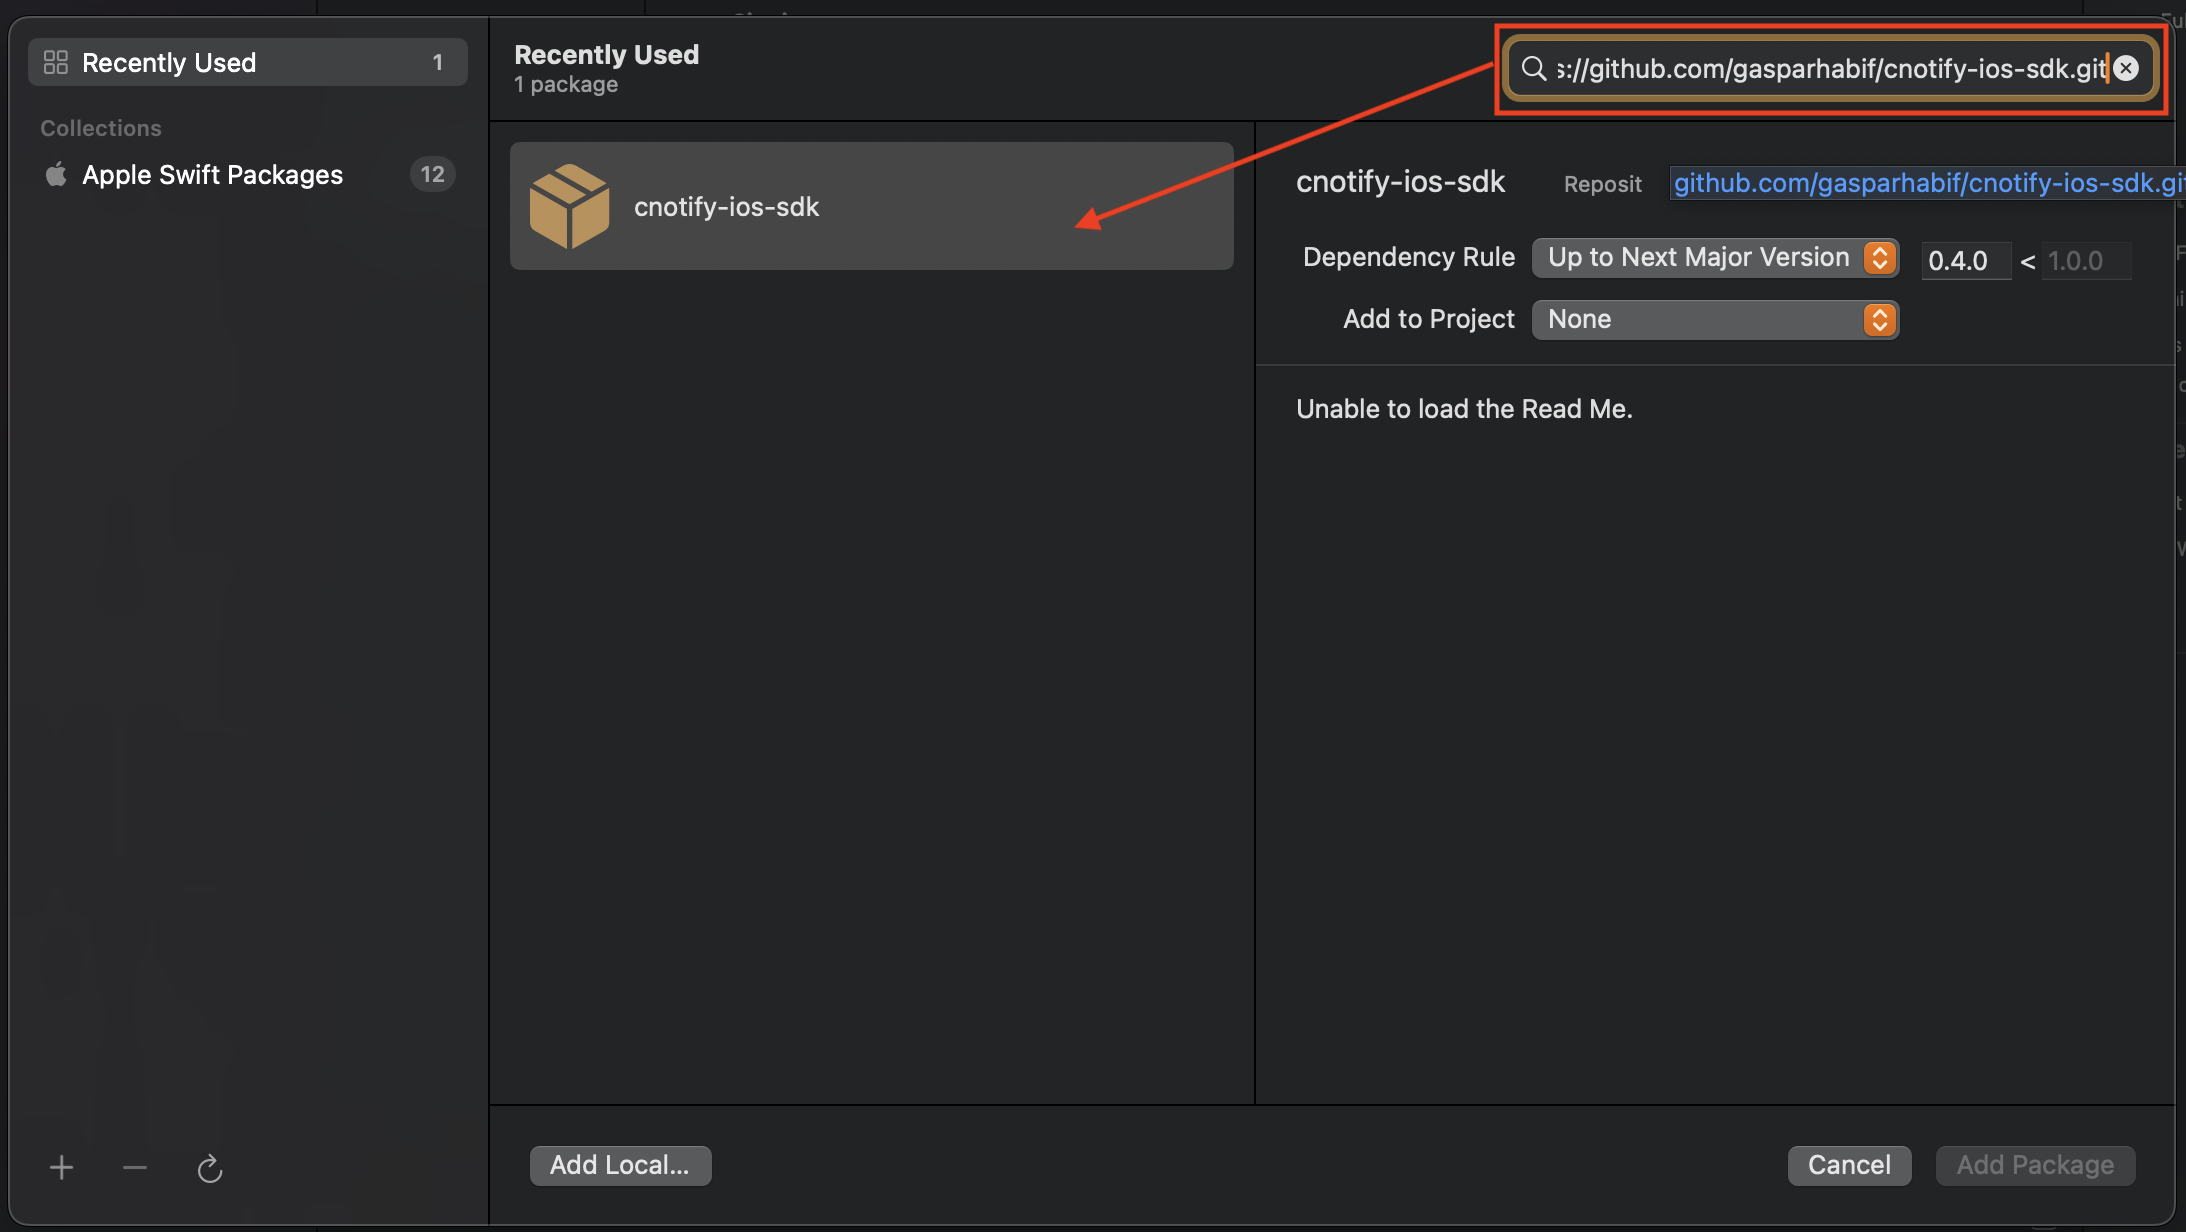 Recently Used 1
Collections
Apple Swift Packages 12
Recently Used
1 package
s://github.com/gasparhabif/cnotify-ios-sdk.git
cnotify-ios-sdk
cnotify-ios-sdk Reposit github.com/gasparhabif/cnotify-ios-sdk.git
Dependency Rule Up to Next Major Version 0.4.0 < 1.0.0
Add to Project None
Unable to load the Read Me.
Add Local...
Cancel
Add Package